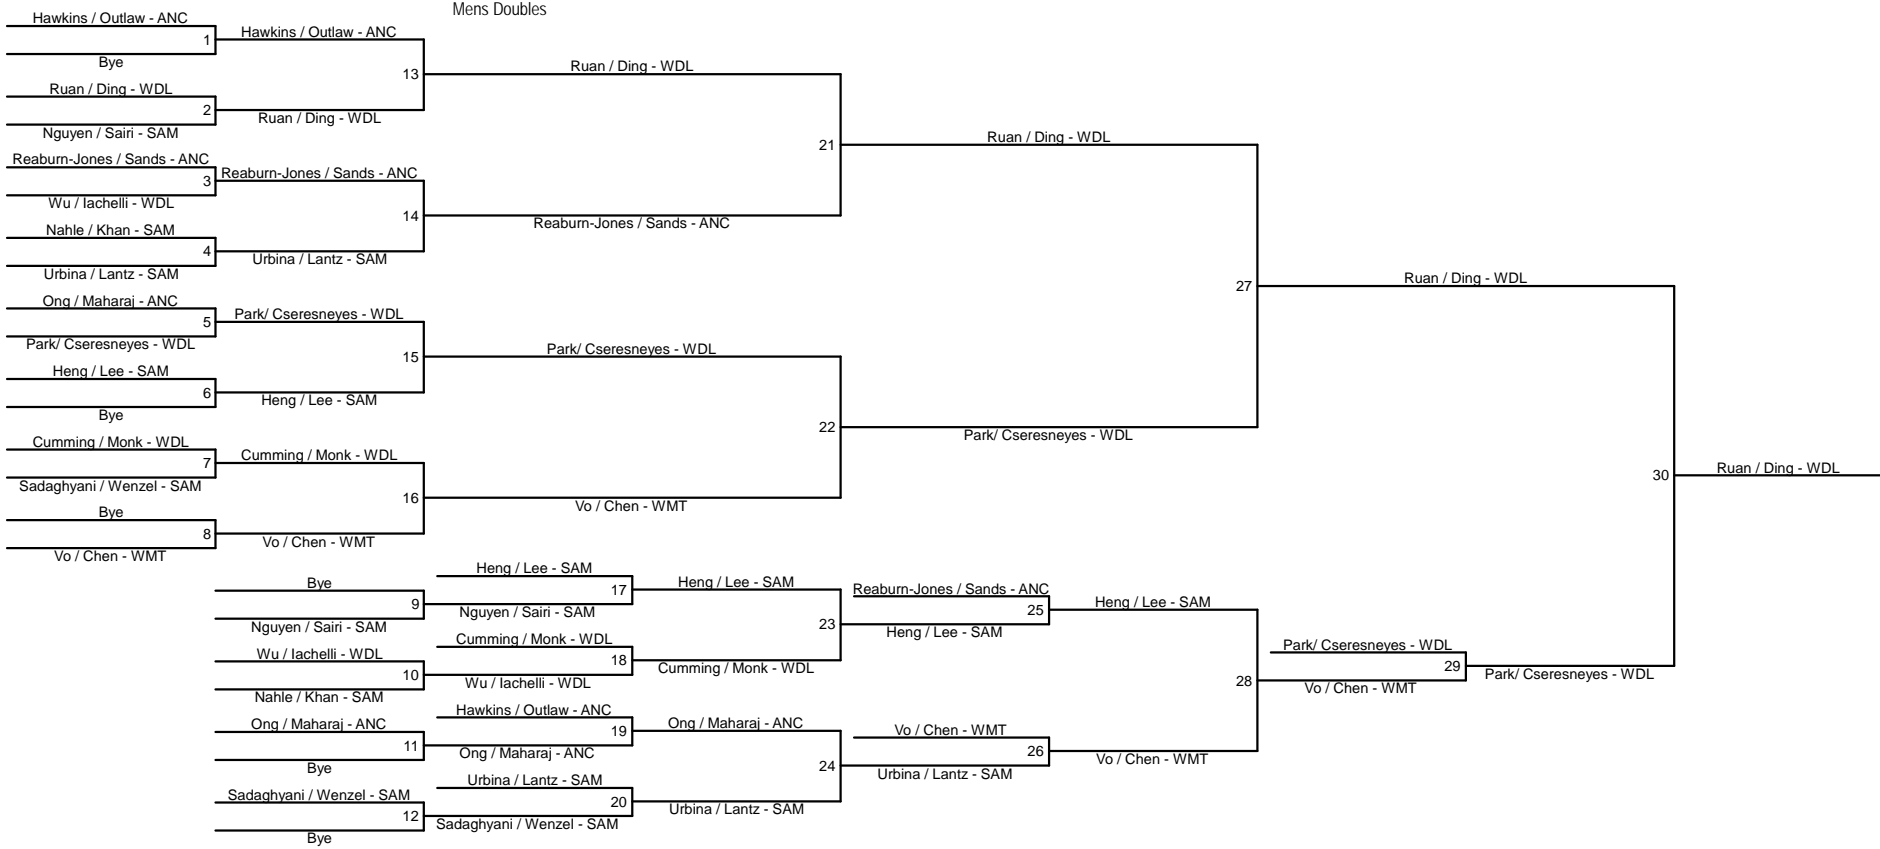 Mens Doubles
Hawkins / Outlaw - ANC
1
Bye
Hawkins / Outlaw - ANC
13
Ruan / Ding - WDL
2
Nguyen / Sairi - SAM
Ruan / Ding - WDL
Ruan / Ding - WDL
21
Reaburn-Jones / Sands - ANC
3
Wu / Iachelli - WDL
Reaburn-Jones / Sands - ANC
14
Nahle / Khan - SAM
4
Urbina / Lantz - SAM
Urbina / Lantz - SAM
Reaburn-Jones / Sands - ANC
Ruan / Ding - WDL
27
Ong / Maharaj - ANC
5
Park/ Cseresneyes - WDL
Park/ Cseresneyes - WDL
15
Heng / Lee - SAM
6
Bye
Heng / Lee - SAM
Park/ Cseresneyes - WDL
22
Cumming / Monk - WDL
7
Sadaghyani / Wenzel - SAM
Cumming / Monk - WDL
16
Bye
8
Vo / Chen - WMT
Vo / Chen - WMT
Vo / Chen - WMT
Park/ Cseresneyes - WDL
Ruan / Ding - WDL
30
Ruan / Ding - WDL
Bye
9
Nguyen / Sairi - SAM
Heng / Lee - SAM
17
Nguyen / Sairi - SAM
Heng / Lee - SAM
23
Wu / Iachelli - WDL
10
Nahle / Khan - SAM
Cumming / Monk - WDL
18
Wu / Iachelli - WDL
Cumming / Monk - WDL
Reaburn-Jones / Sands - ANC
25
Heng / Lee - SAM
Heng / Lee - SAM
28
Ong / Maharaj - ANC
11
Bye
Hawkins / Outlaw - ANC
19
Ong / Maharaj - ANC
Ong / Maharaj - ANC
24
Sadaghyani / Wenzel - SAM
12
Bye
Urbina / Lantz - SAM
20
Sadaghyani / Wenzel - SAM
Urbina / Lantz - SAM
Vo / Chen - WMT
26
Urbina / Lantz - SAM
Vo / Chen - WMT
Park/ Cseresneyes - WDL
29
Vo / Chen - WMT
Park/ Cseresneyes - WDL